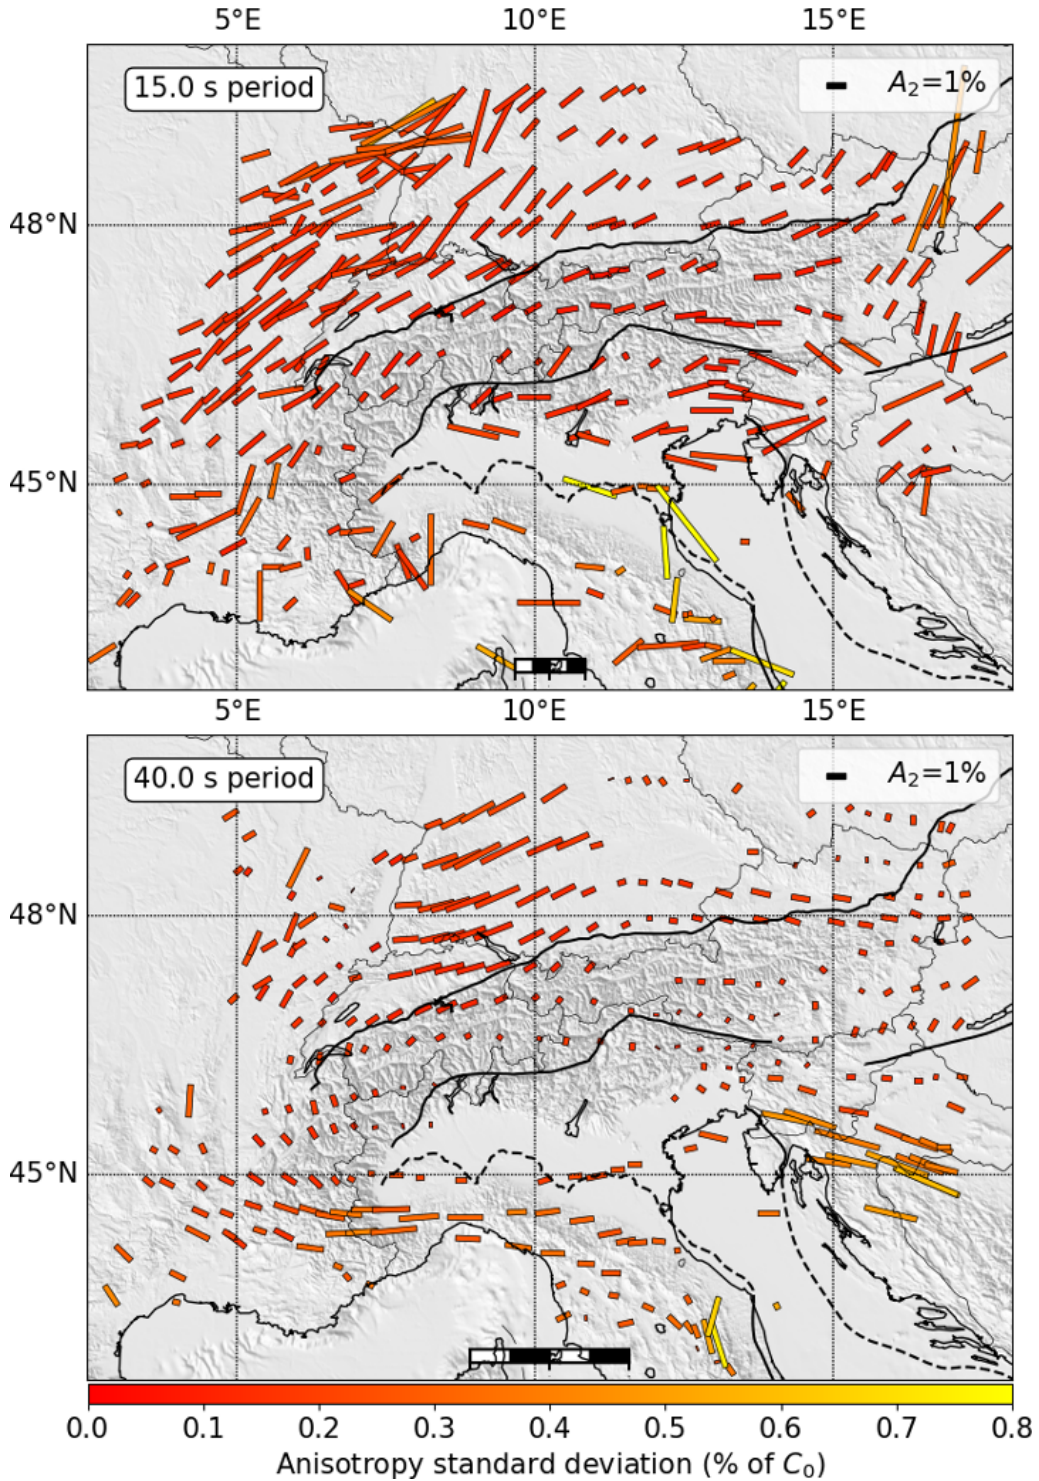 5°E 10°E 15°E
15.0 s period
A₂=1%
48°N
45°N
5°E 10°E 15°E
40.0 s period
A₂=1%
48°N
45°N
0.0 0.1 0.2 0.3 0.4 0.5 0.6 0.7 0.8
Anisotropy standard deviation (% of C₀)